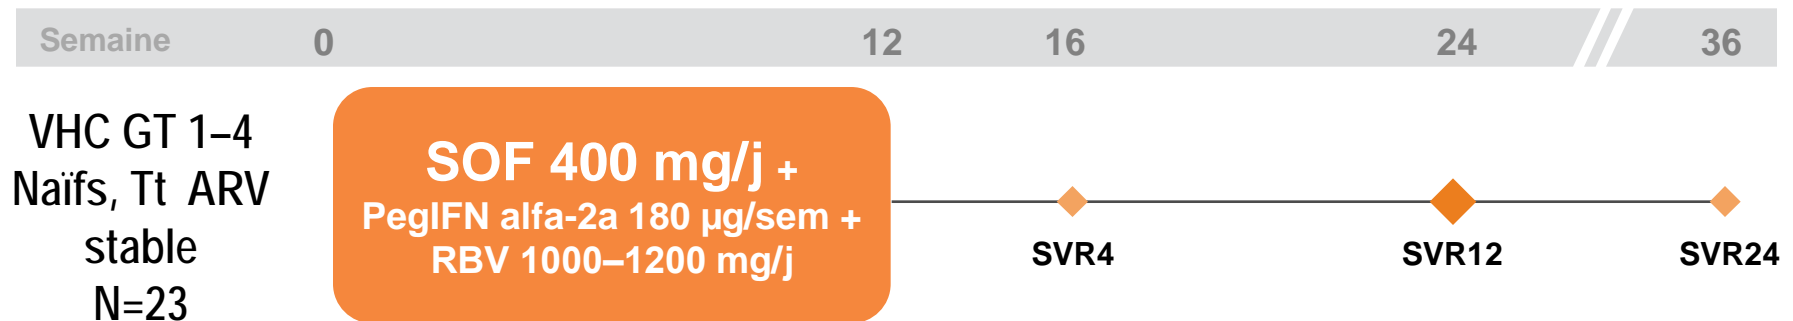 Semaine 0 12 16 24 36
VHC GT 1–4
Naïfs, Tt ARV
stable
N=23
SOF 400 mg/j +
PegIFN alfa-2a 180 µg/sem +
RBV 1000–1200 mg/j
SVR4 SVR12 SVR24